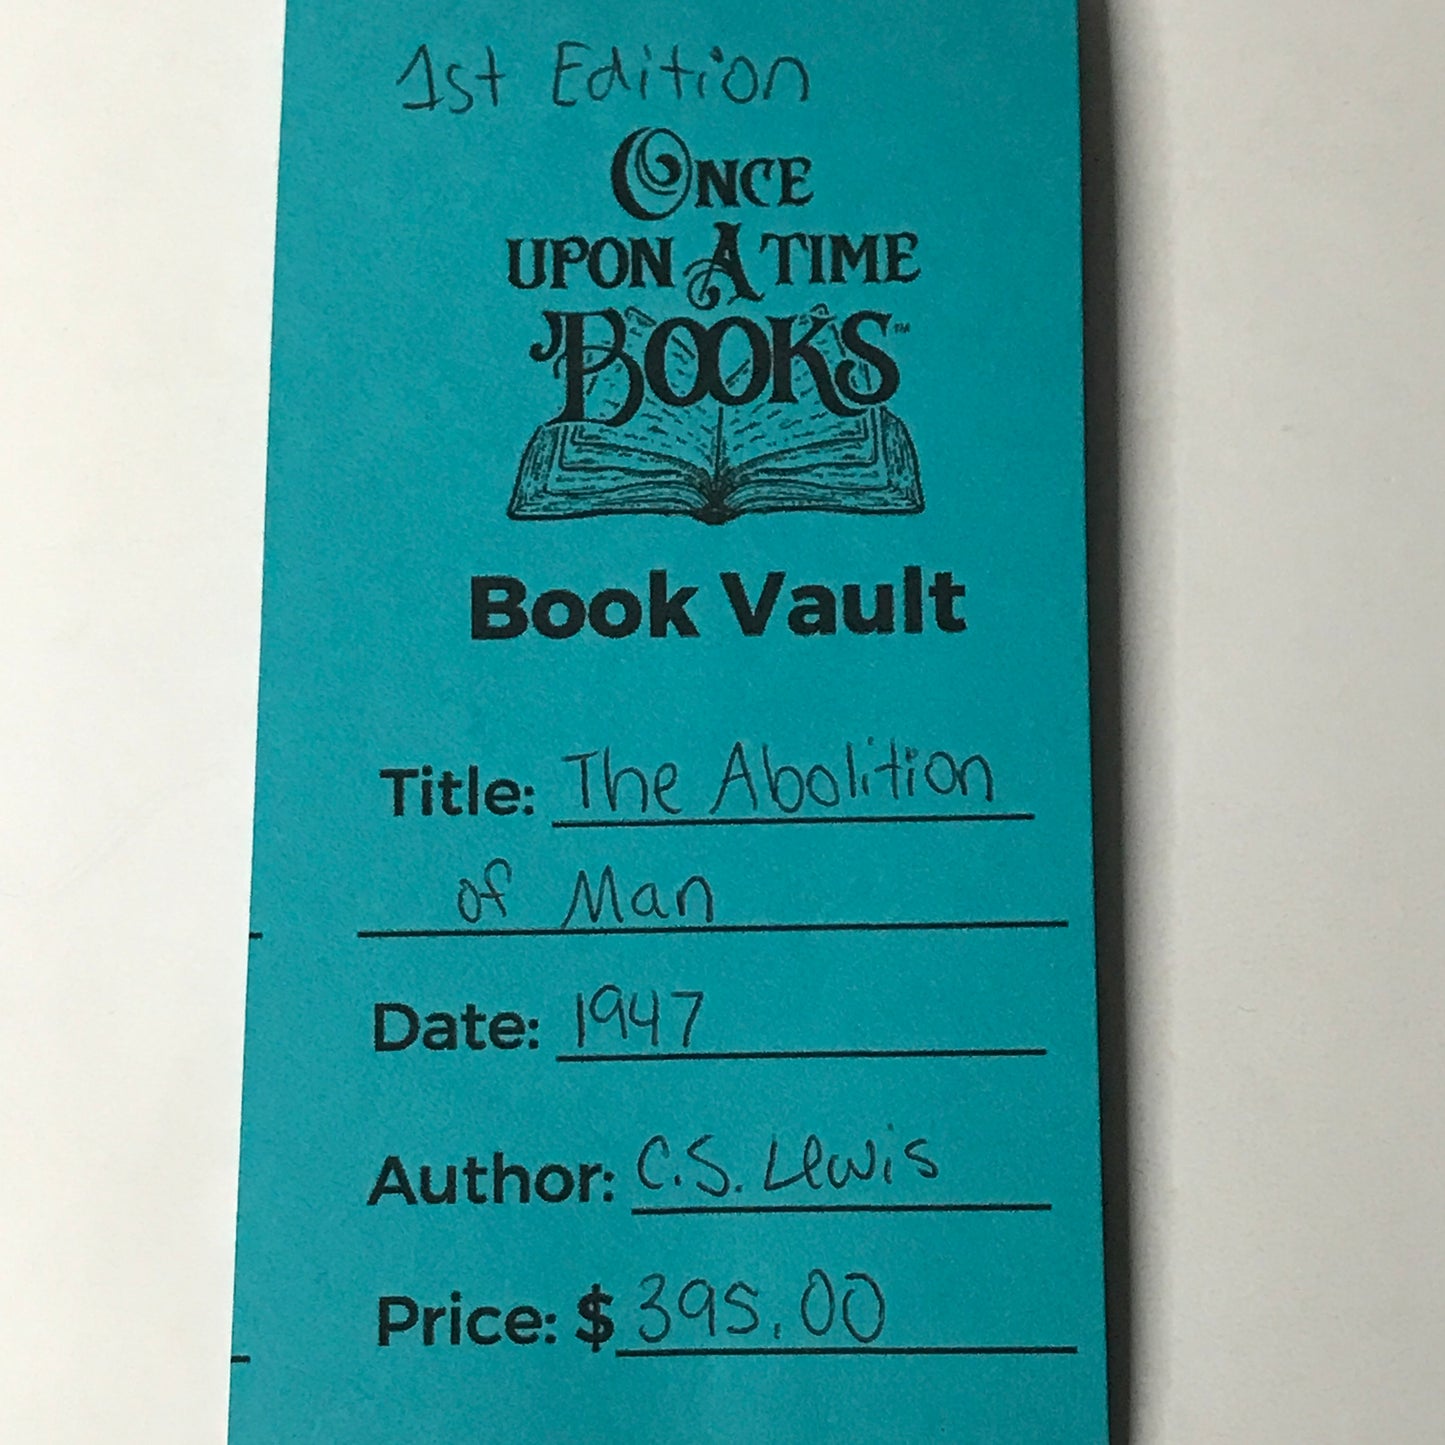 1st Edition
ONCE
UPON A TIME
BOOKS™
Book Vault
Title: The Abolition
of Man
Date: 1947
Author: C.S. Lewis
Price: $395.00